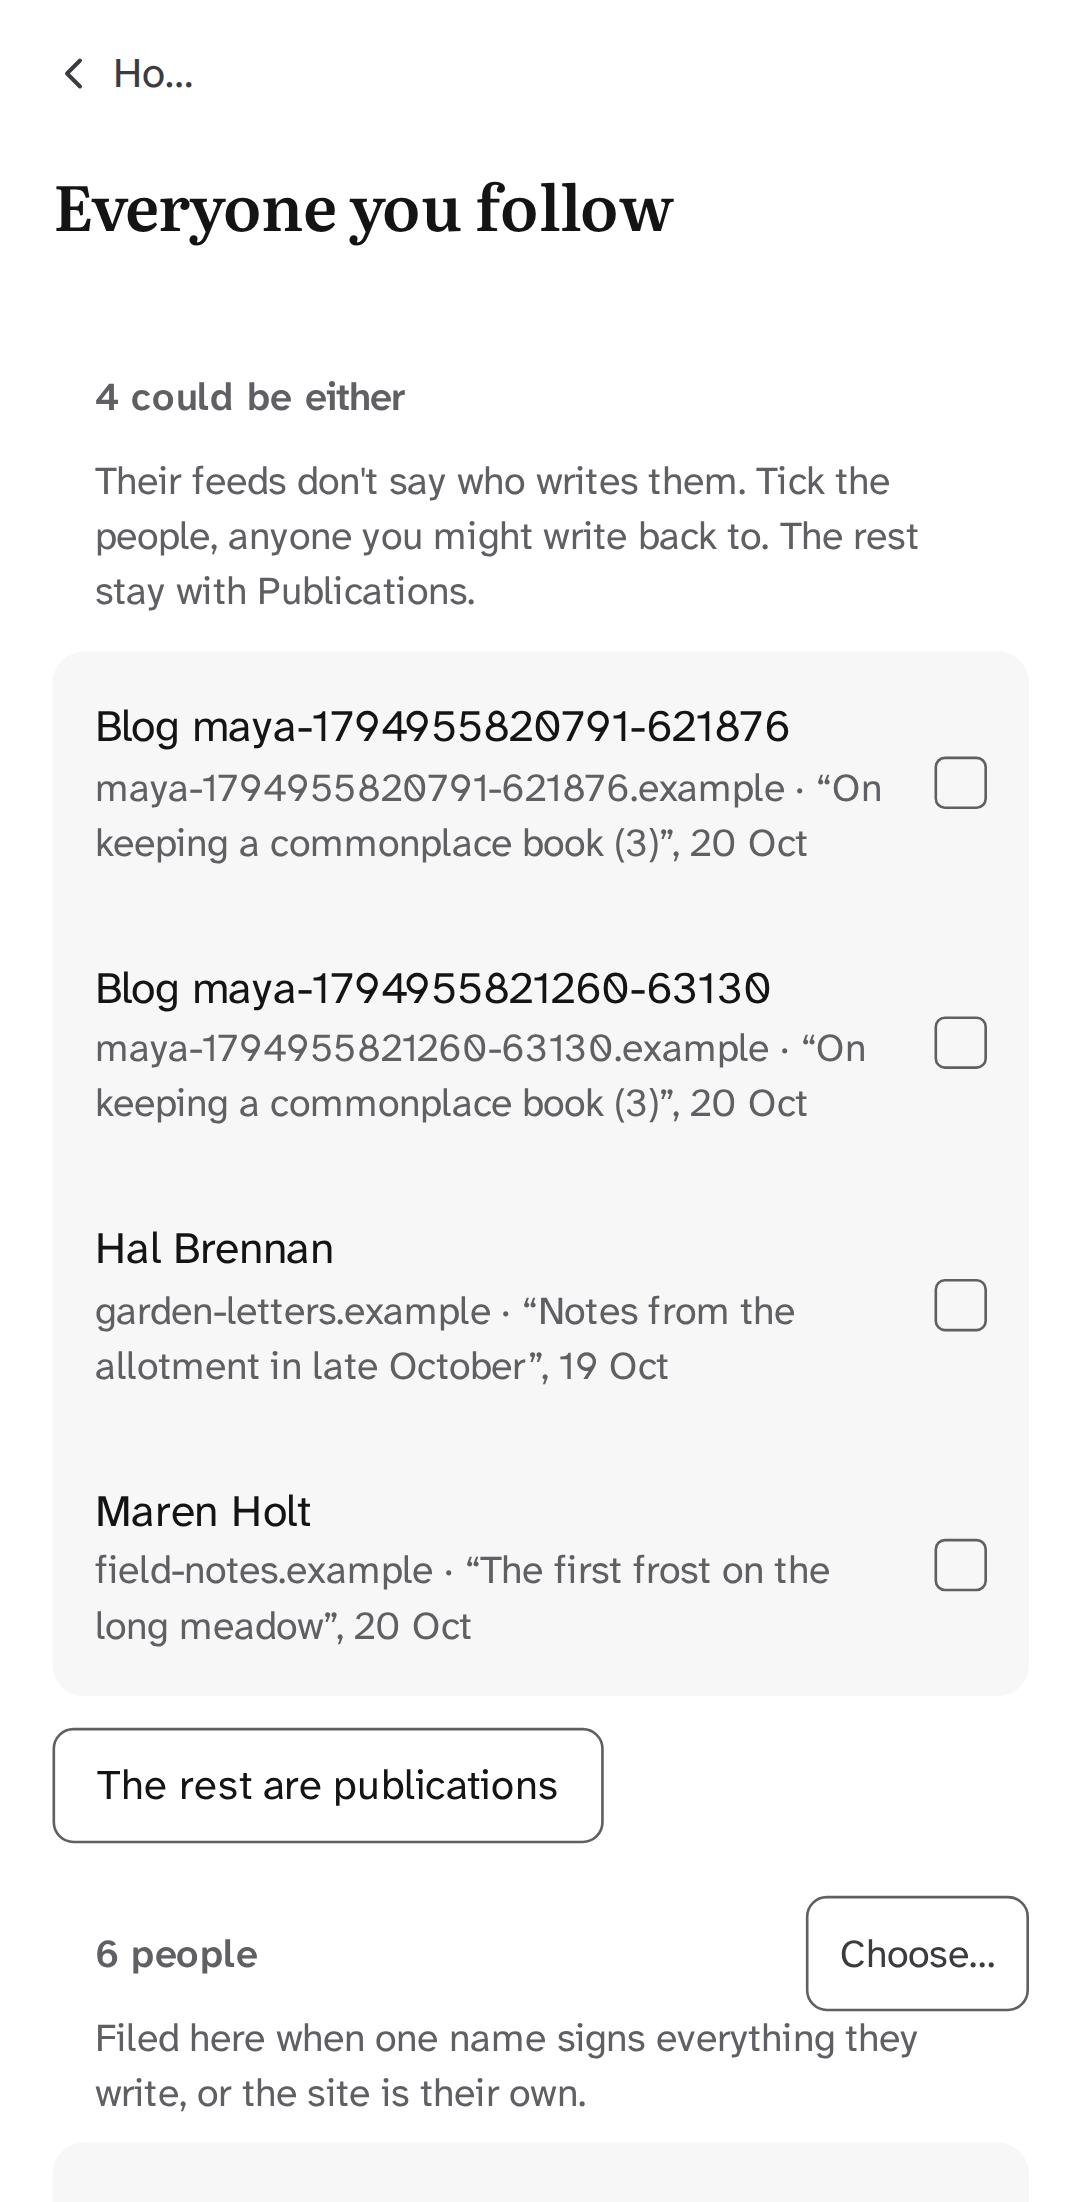 Ho...
Everyone you follow
4 could be either
Their feeds don't say who writes them. Tick the
people, anyone you might write back to. The rest
stay with Publications.
Blog maya-1794955820791-621876
maya-1794955820791-621876.example · “On
keeping a commonplace book (3)”, 20 Oct
Blog maya-1794955821260-63130
maya-1794955821260-63130.example · “On
keeping a commonplace book (3)”, 20 Oct
Hal Brennan
garden-letters.example · “Notes from the
allotment in late October”, 19 Oct
Maren Holt
field-notes.example · “The first frost on the
long meadow”, 20 Oct
The rest are publications
6 people
Choose...
Filed here when one name signs everything they
write, or the site is their own.